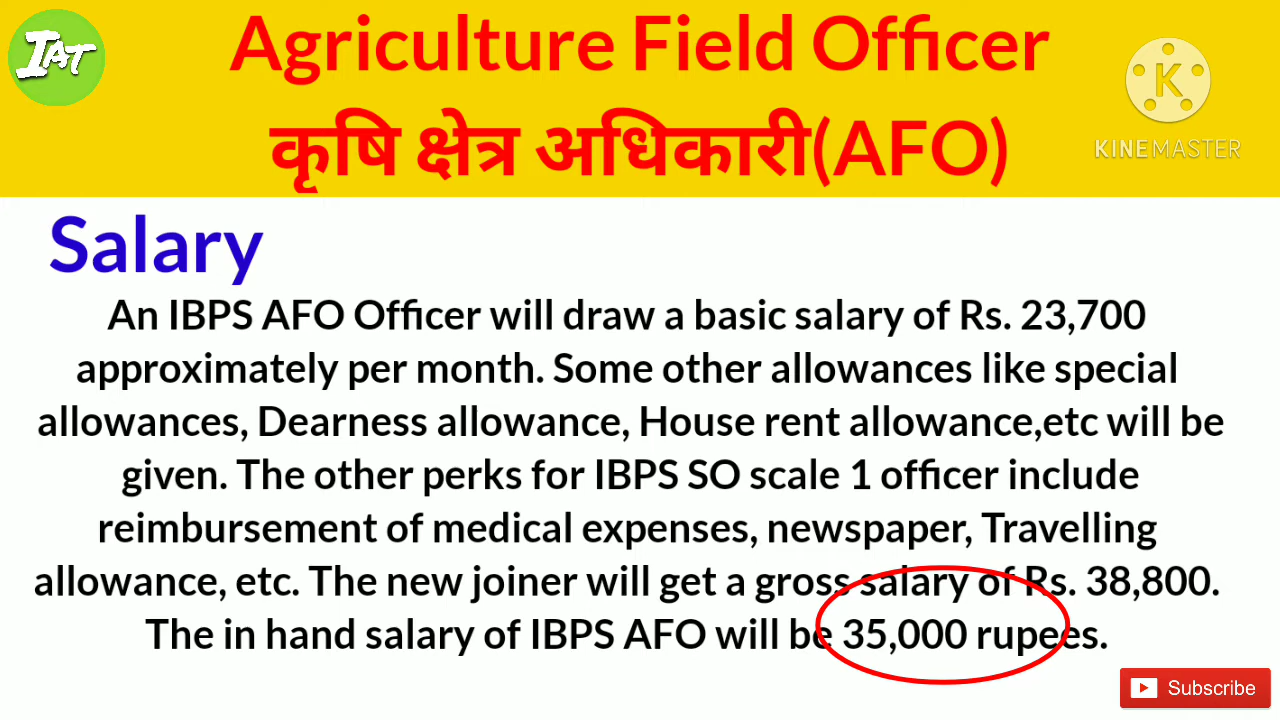 IAT
Agriculture Field Officer
K
KINEMASTER
कृषि क्षेत्र अधिकारी(AFO)
Salary
An IBPS AFO Officer will draw a basic salary of Rs. 23,700
approximately per month. Some other allowances like special
allowances, Dearness allowance, House rent allowance,etc will be
given. The other perks for IBPS SO scale 1 officer include
reimbursement of medical expenses, newspaper, Travelling
allowance, etc. The new joiner will get a gross salary of Rs. 38,800.
The in hand salary of IBPS AFO will be 35,000 rupees.
Subscribe